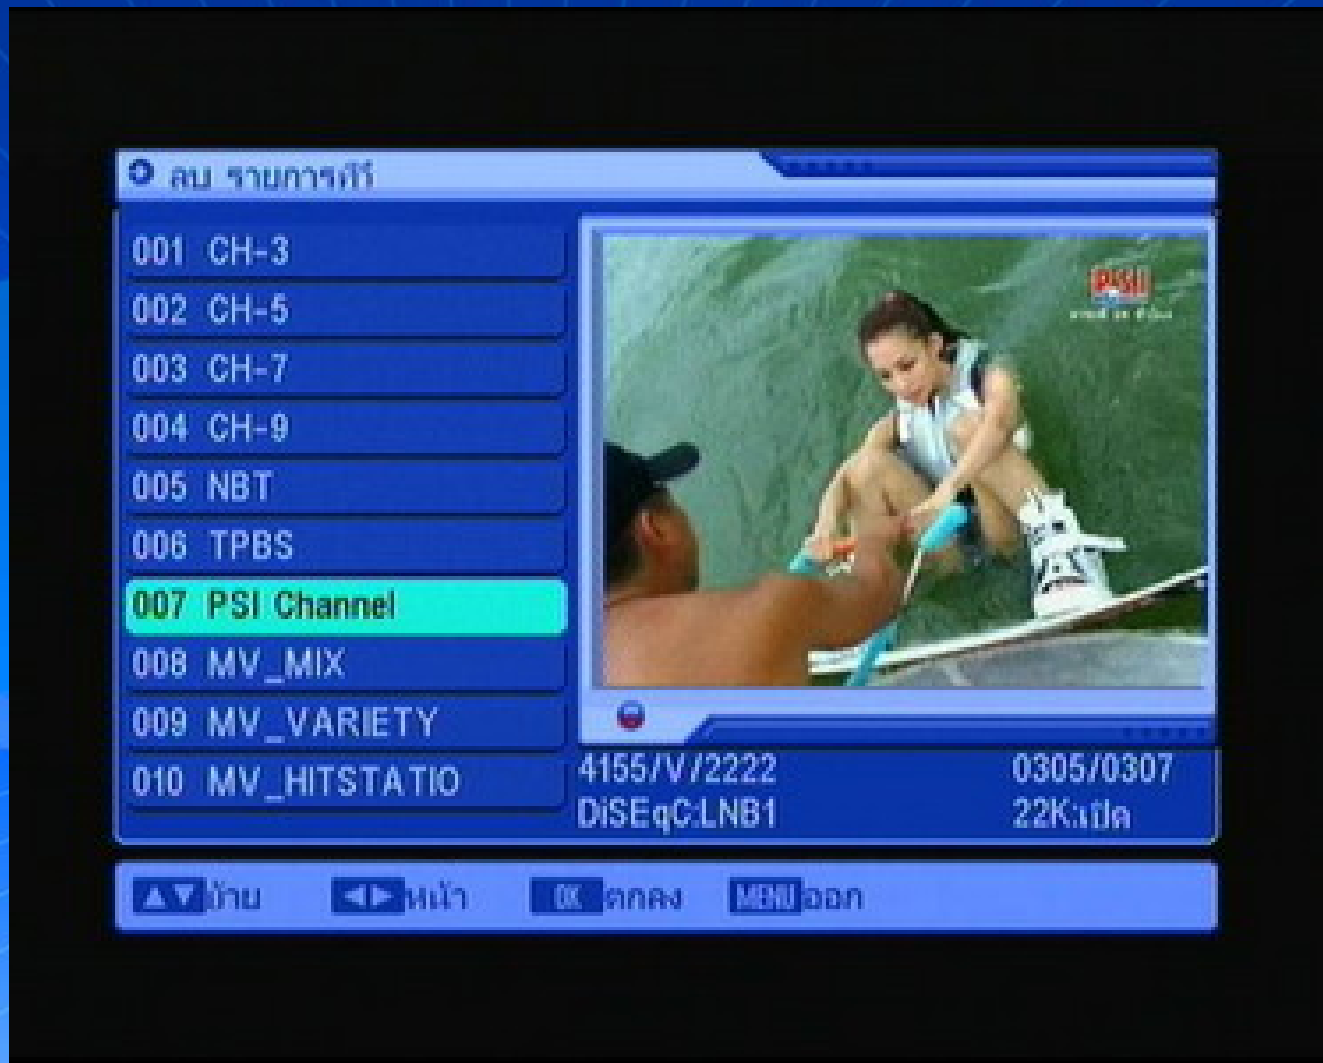 ลบ รายการทีวี
001 CH-3
002 CH-5
003 CH-7
004 CH-9
005 NBT
006 TPBS
007 PSI Channel
008 MV_MIX
009 MV_VARIETY
010 MV_HITSTATIO
PSI
4155/V/2222 0305/0307
DiSEqC:LNB1 22K:เปิด
ย้าย หน้า OK ตกลง MENU ออก